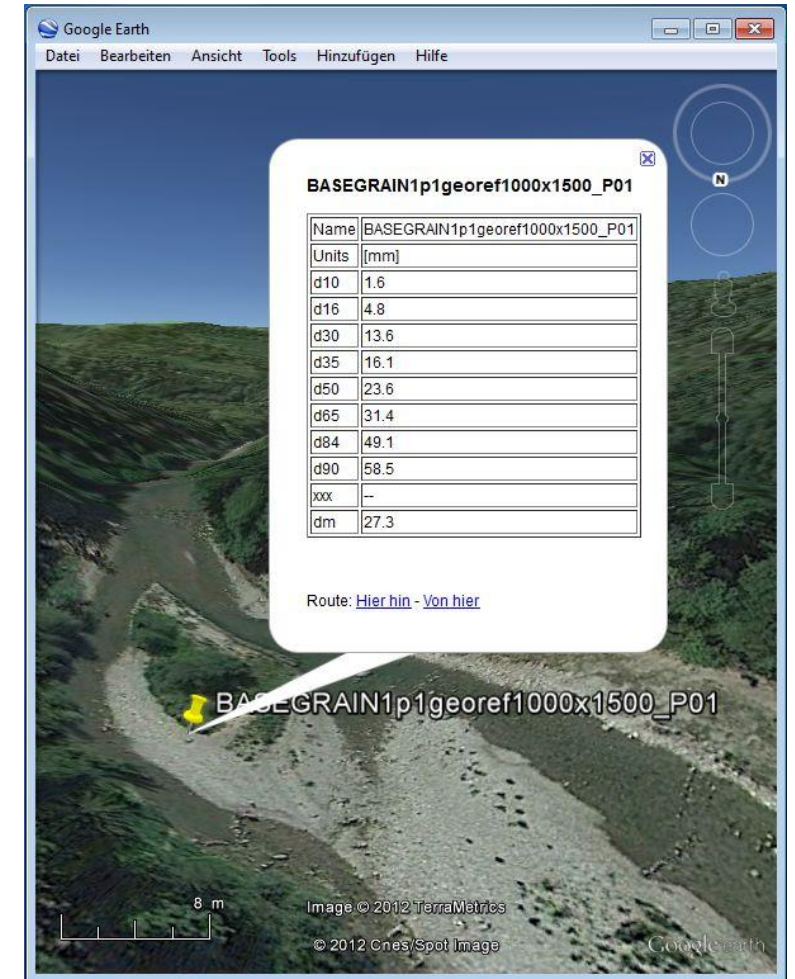 Google Earth
Datei Bearbeiten Ansicht Tools Hinzufügen Hilfe
N
BASEGRAIN1p1georef1000x1500_P01
Name BASEGRAIN1p1georef1000x1500_P01
Units [mm]
d10 1.6
d16 4.8
d30 13.6
d35 16.1
d50 23.6
d65 31.4
d84 49.1
d90 58.5
xxx --
dm 27.3
Route: Hier hin - Von hier
BASEGRAIN1p1georef1000x1500_P01
8 m
Image © 2012 TerraMetrics
© 2012 Cnes/Spot Image
Google earth